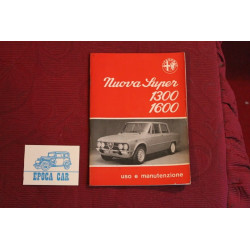 Nuova Super
1300
1600
uso e manutenzione
EPOCA CAR